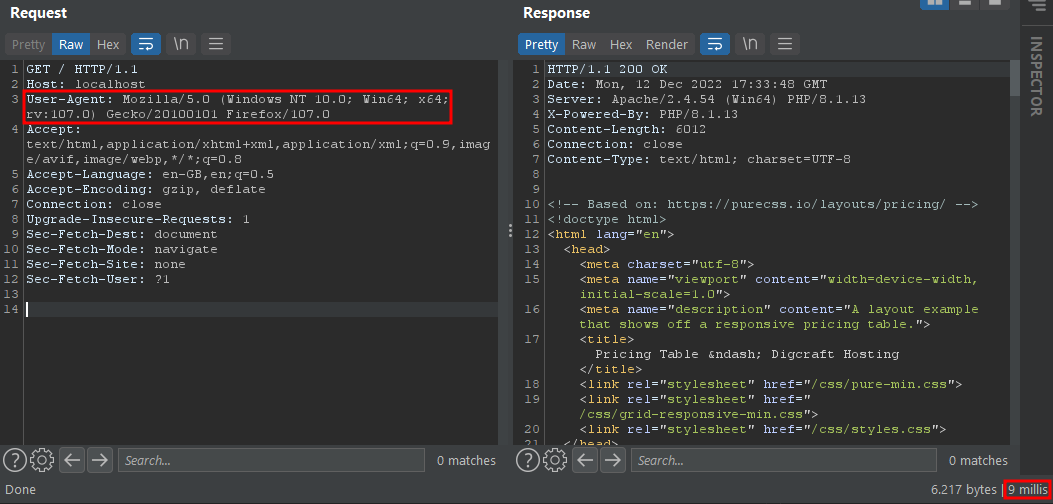 Request
Pretty Raw Hex \n
1 GET / HTTP/1.1
2 Host: localhost
3 User-Agent: Mozilla/5.0 (Windows NT 10.0; Win64; x64;
rv:107.0) Gecko/20100101 Firefox/107.0
4 Accept:
text/html,application/xhtml+xml,application/xml;q=0.9,imag
e/avif,image/webp,*/*;q=0.8
5 Accept-Language: en-GB,en;q=0.5
6 Accept-Encoding: gzip, deflate
7 Connection: close
8 Upgrade-Insecure-Requests: 1
9 Sec-Fetch-Dest: document
10 Sec-Fetch-Mode: navigate
11 Sec-Fetch-Site: none
12 Sec-Fetch-User: ?1
13
14
Search...
0 matches
Done
Response
Pretty Raw Hex Render \n
1 HTTP/1.1 200 OK
2 Date: Mon, 12 Dec 2022 17:33:48 GMT
3 Server: Apache/2.4.54 (Win64) PHP/8.1.13
4 X-Powered-By: PHP/8.1.13
5 Content-Length: 6012
6 Connection: close
7 Content-Type: text/html; charset=UTF-8
8
9
10 <!-- Based on: https://purecss.io/layouts/pricing/ -->
11 <!doctype html>
12 <html lang="en">
13 <head>
14 <meta charset="utf-8">
15 <meta name="viewport" content="width=device-width,
initial-scale=1.0">
16 <meta name="description" content="A layout example
that shows off a responsive pricing table.">
17 <title>
Pricing Table &ndash; Digcraft Hosting
</title>
18 <link rel="stylesheet" href="/css/pure-min.css">
19 <link rel="stylesheet" href="
/css/grid-responsive-min.css">
20 <link rel="stylesheet" href="/css/styles.css">
21 </head>
Search...
0 matches
6.217 bytes | 9 millis
INSPECTOR